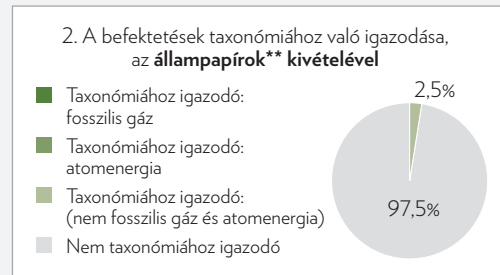 2. A befektetések taxonómiához való igazodása,
az állampapírok** kivételével
Taxonómiához igazodó:
fosszilis gáz
Taxonómiához igazodó:
atomenergia
Taxonómiához igazodó:
(nem fosszilis gáz és atomenergia)
Nem taxonómiához igazodó
2,5%
97,5%